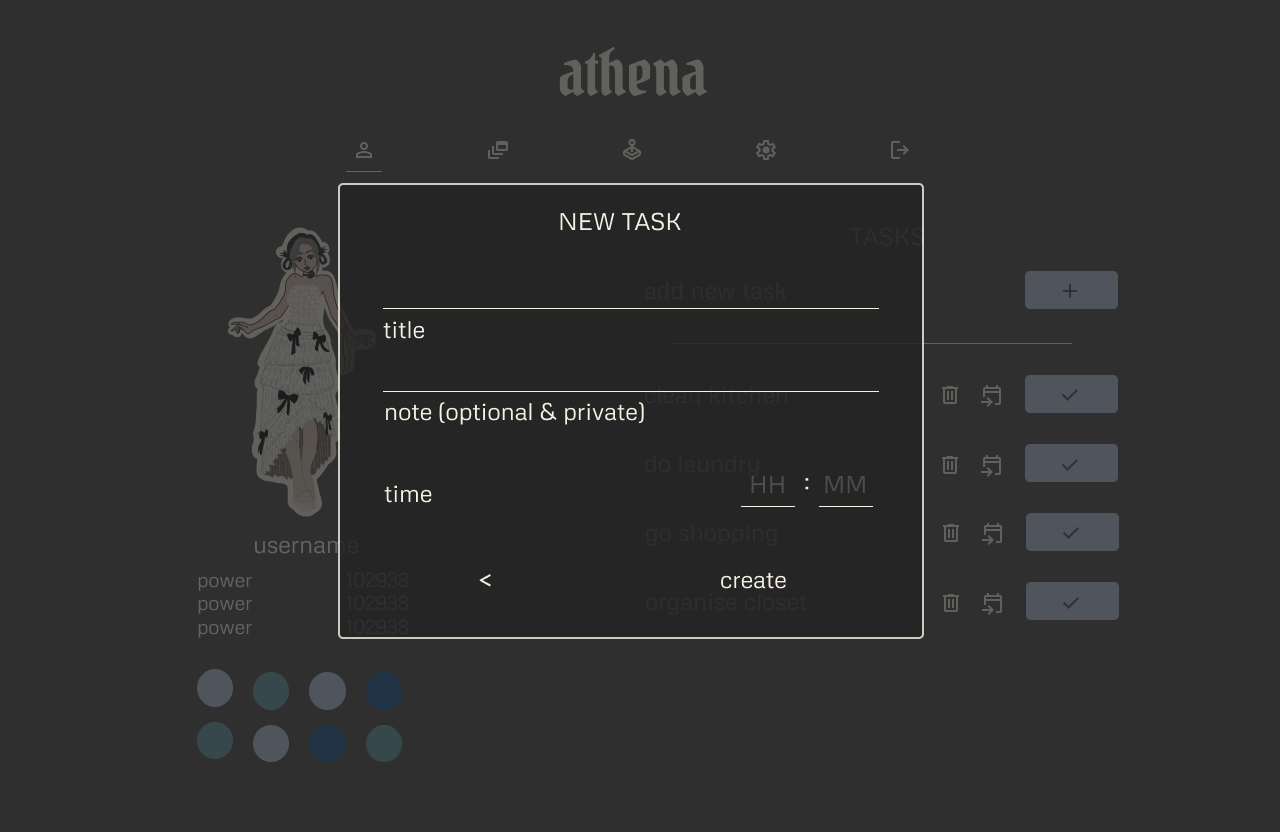 athena
NEW TASK
TASKS
add new task
title
clean kitchen
note (optional & private)
do laundry
time
HH : MM
go shopping
username
< create
power 102938
organise closet
power 102938
power 102938